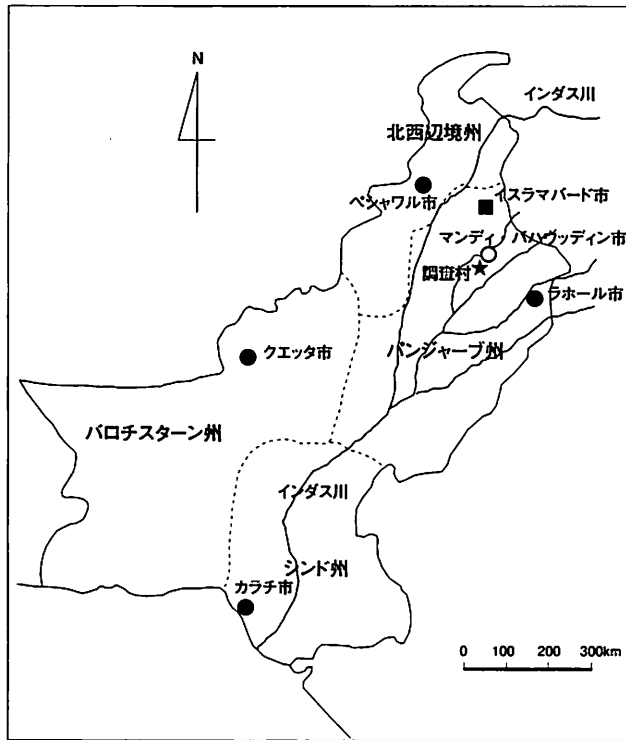 N
インダス川
北西辺境州
ペシャワル市
イスラマバード市
マンディ・バハウッディン市
調査村
ラホール市
クエッタ市
パンジャーブ州
バロチスターン州
インダス川
シンド州
カラチ市
0 100 200 300km